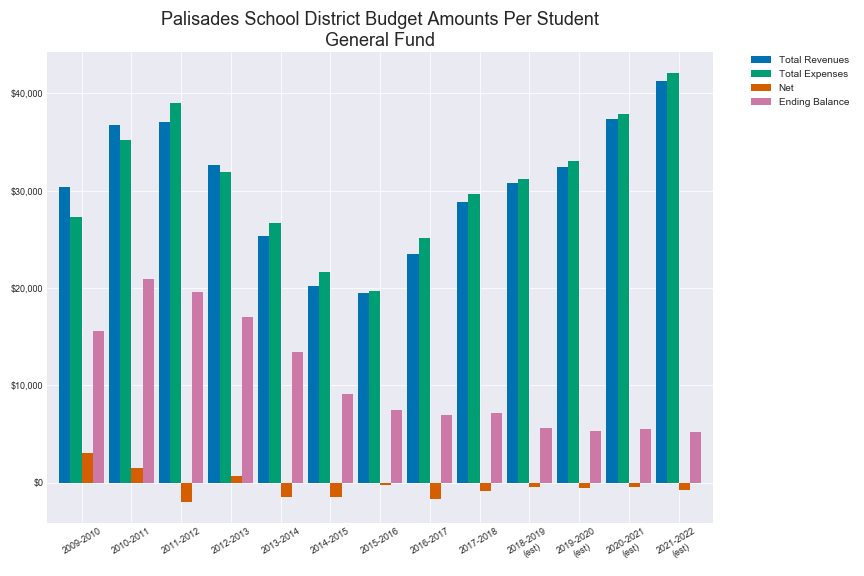 Palisades School District Budget Amounts Per Student
General Fund
Total Revenues
Total Expenses
Net
Ending Balance
$40,000
$30,000
$20,000
$10,000
$0
2009-2010
2010-2011
2011-2012
2012-2013
2013-2014
2014-2015
2015-2016
2016-2017
2017-2018
2018-2019
(est)
2019-2020
(est)
2020-2021
(est)
2021-2022
(est)